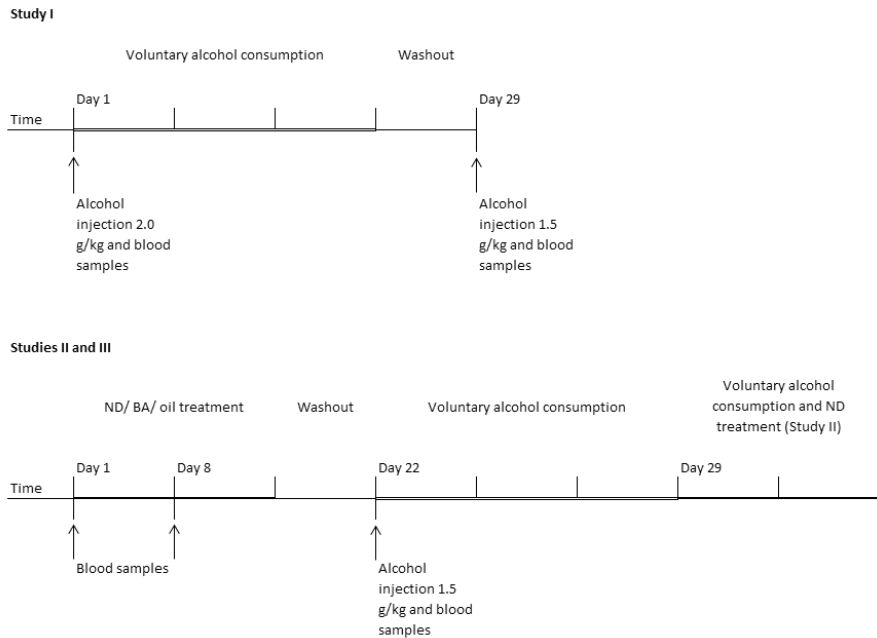 Study I
Voluntary alcohol consumption
Washout
Day 1
Day 29
Time
Alcohol
injection 2.0
g/kg and blood
samples
Alcohol
injection 1.5
g/kg and blood
samples
Studies II and III
ND/ BA/ oil treatment
Washout
Voluntary alcohol consumption
Voluntary alcohol
consumption and ND
treatment (Study II)
Day 1
Day 8
Day 22
Day 29
Time
Blood samples
Alcohol
injection 1.5
g/kg and blood
samples